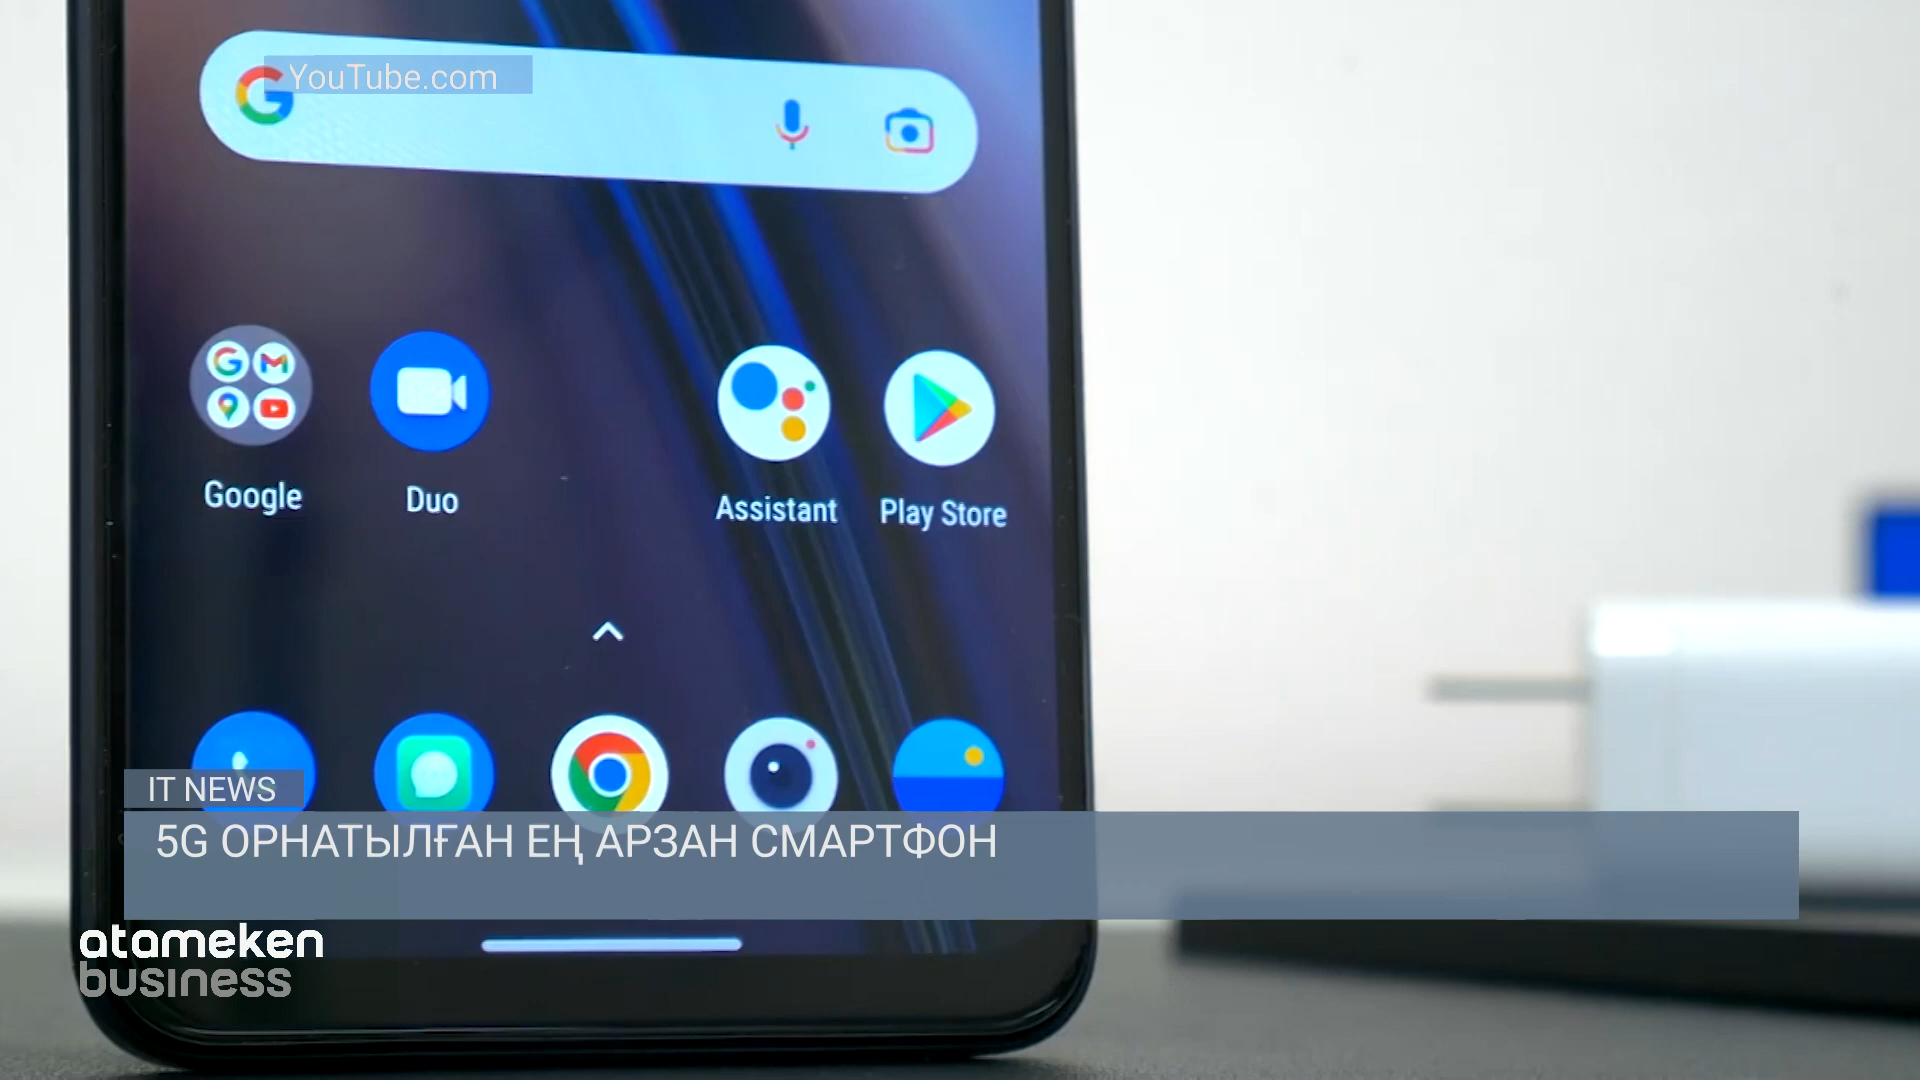 YouTube.com
Google
Duo
Assistant
Play Store
IT NEWS
5G ОРНАТЫЛҒАН ЕҢ АРЗАН СМАРТФОН
atameken
business